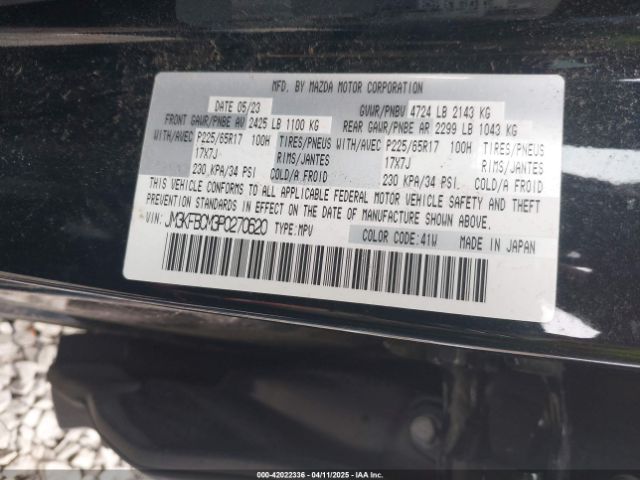 MFD. BY MAZDA MOTOR CORPORATION
DATE 05/23 GVWR/PNBV 4724 LB 2143 KG
FRONT GAWR/PNBE AV 2425 LB 1100 KG REAR GAWR/PNBE AR 2299 LB 1043 KG
WITH/AVEC P225/65R17 100H TIRES/PNEUS WITH/AVEC P225/65R17 100H TIRES/PNEUS
17X7J RIMS/JANTES 17X7J RIMS/JANTES
230 KPA/34 PSI COLD/A FROID 230 KPA/34 PSI COLD/A FROID
THIS VEHICLE CONFORMS TO ALL APPLICABLE FEDERAL MOTOR VEHICLE SAFETY AND THEFT
PREVENTION STANDARDS IN EFFECT ON THE DATE OF MANUFACTURE SHOWN ABOVE.
VIN: JM3KFBCM3P0270620 TYPE:MPV COLOR CODE:41W MADE IN JAPAN
000-42022336 - 04/11/2025 - IAAI.COM